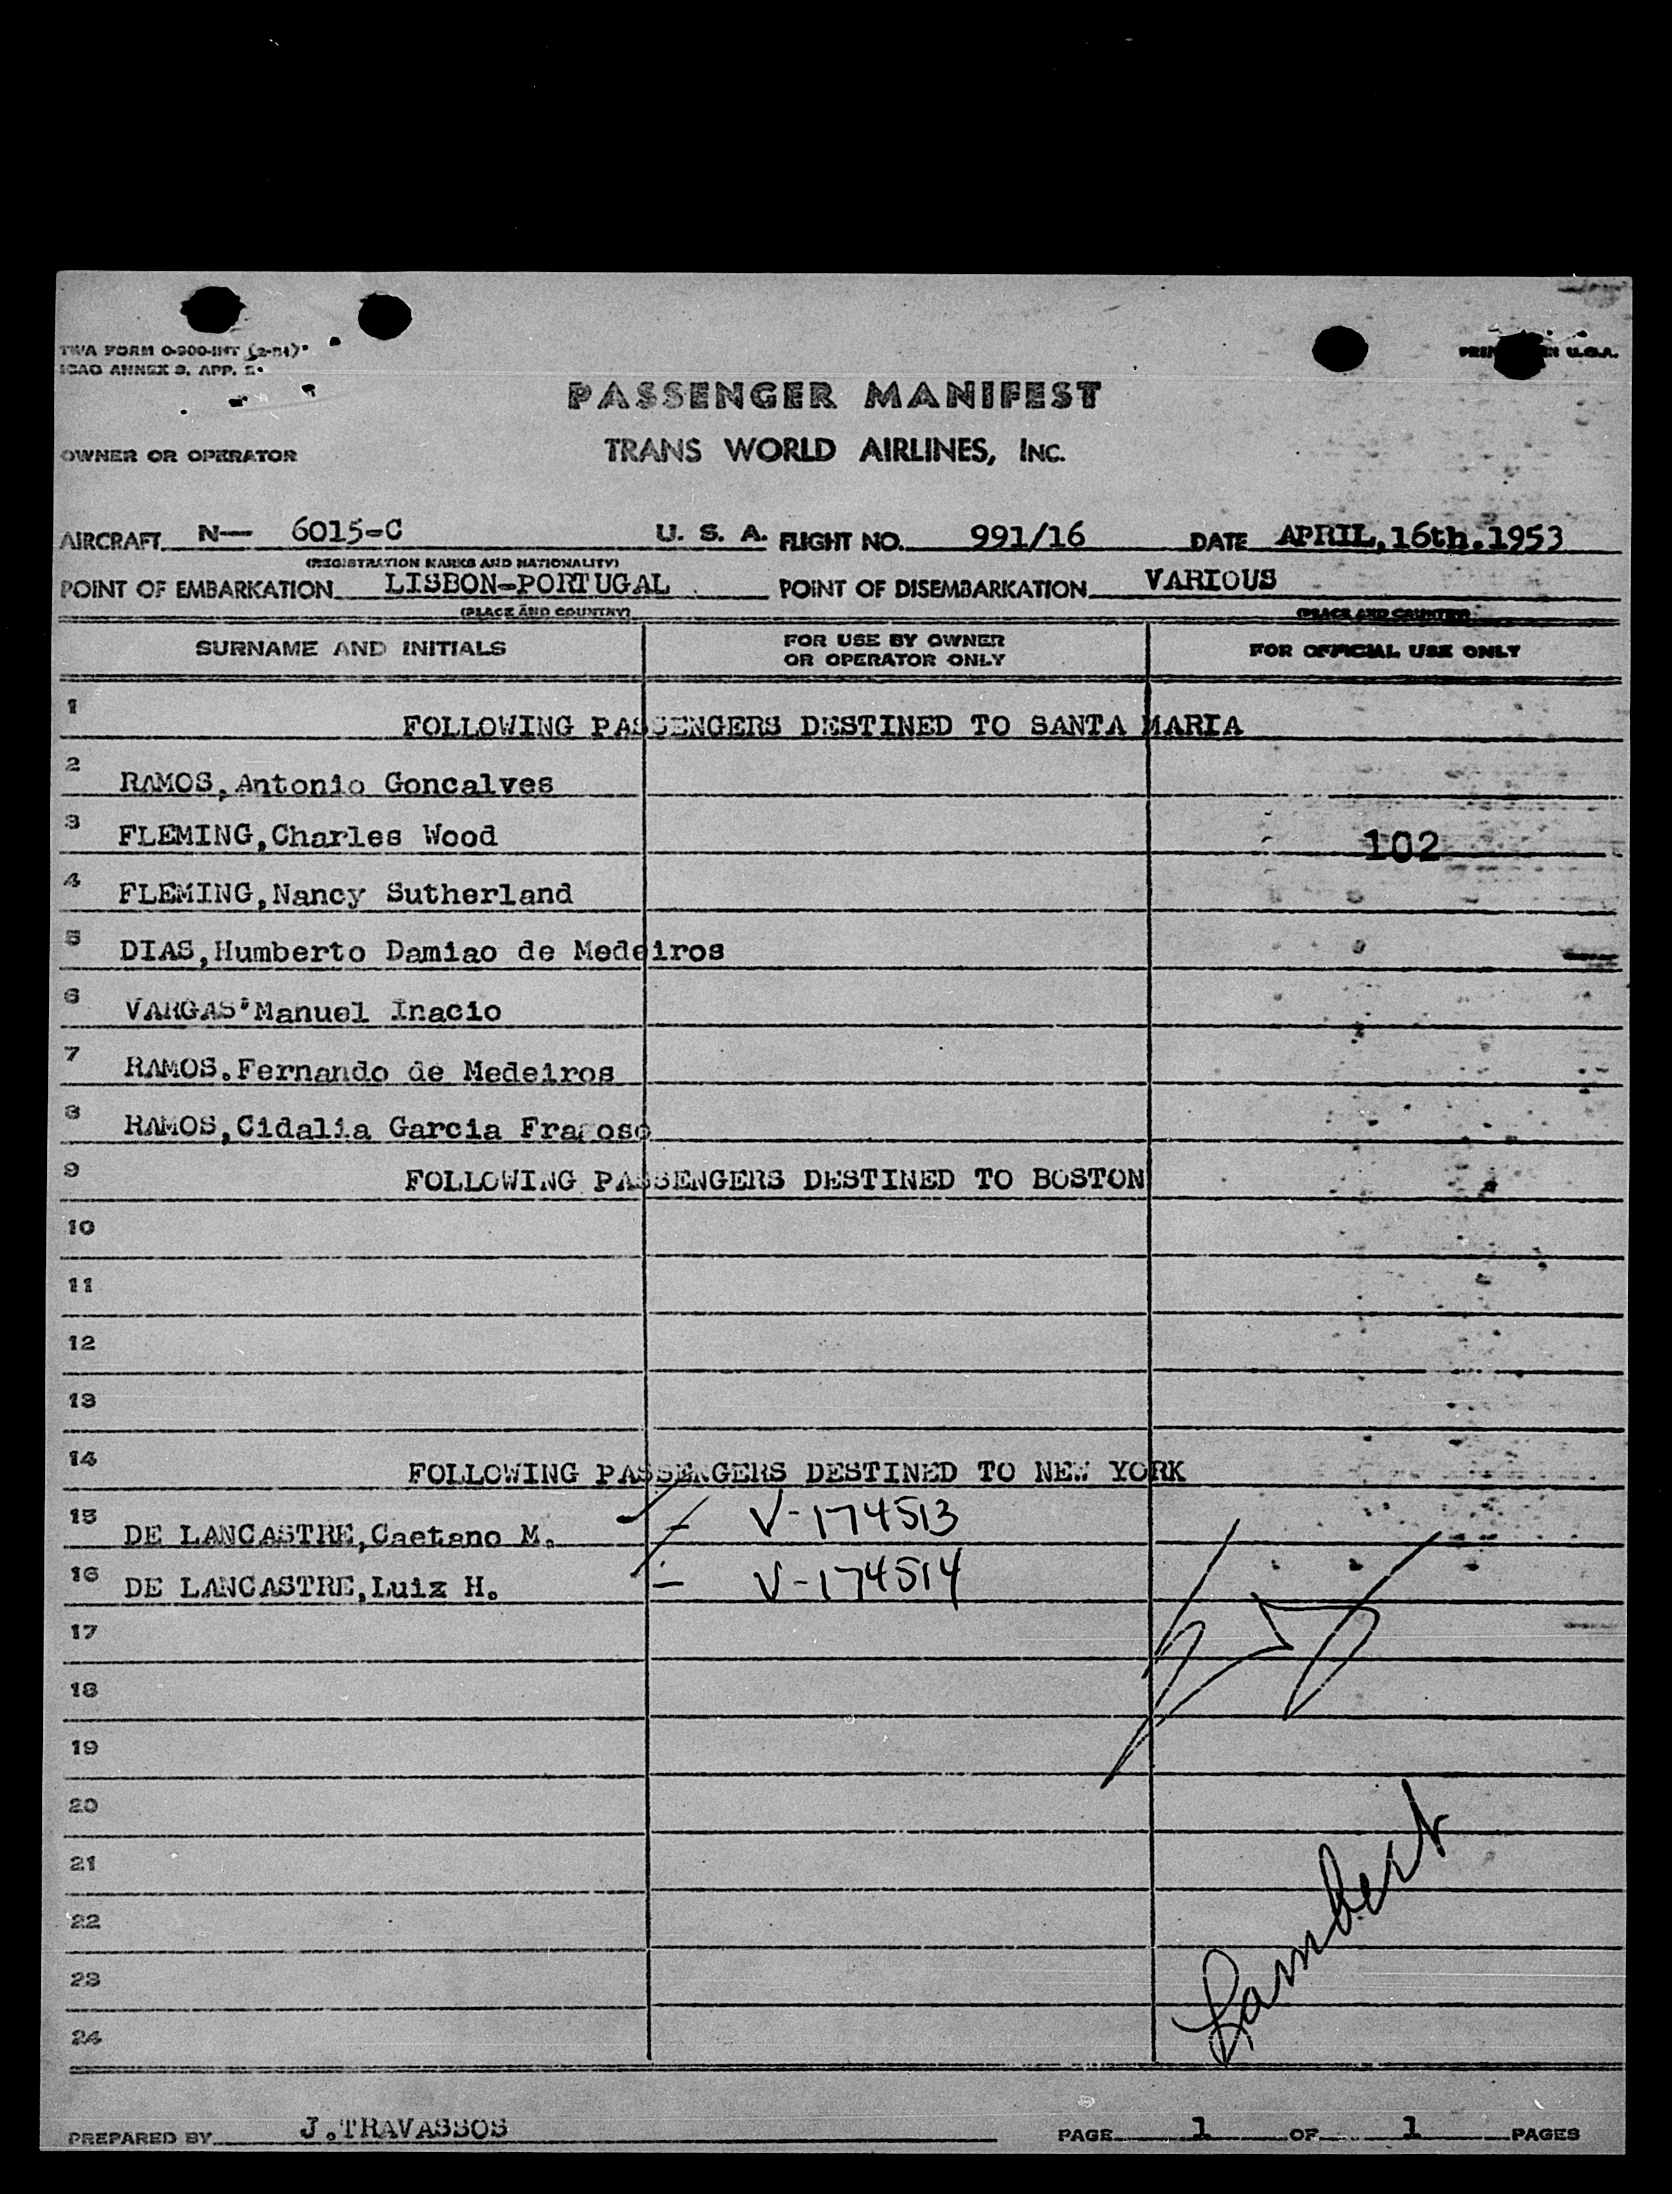 TWA FORM O-900-INT (2-51)
ICAO ANNEX 9, APP. 2
PRINTED IN U.S.A.
PASSENGER MANIFEST
OWNER OR OPERATOR TRANS WORLD AIRLINES, INC.
AIRCRAFT N— 6015-C U. S. A. FLIGHT NO. 991/16 DATE APRIL,16th.1953
(REGISTRATION MARKS AND NATIONALITY)
POINT OF EMBARKATION LISBON-PORTUGAL POINT OF DISEMBARKATION VARIOUS
(PLACE AND COUNTRY) (PLACE AND COUNTRY)
SURNAME AND INITIALS FOR USE BY OWNER OR OPERATOR ONLY FOR OFFICIAL USE ONLY
1 FOLLOWING PASSENGERS DESTINED TO SANTA MARIA
2 RAMOS,Antonio Goncalves
3 FLEMING,Charles Wood 102
4 FLEMING,Nancy Sutherland
5 DIAS,Humberto Damiao de Medeiros
6 VARGAS'Manuel Inacio
7 RAMOS.Fernando de Medeiros
8 RAMOS,Cidalia Garcia Fragoso
9 FOLLOWING PASSENGERS DESTINED TO BOSTON
10
11
12
13
14 FOLLOWING PASSENGERS DESTINED TO NEW YORK
15 DE LANCASTRE,Caetano M. - V-174513
16 DE LANCASTRE,Luiz H. - V-174514
17
18
19
20
21
22
23
24
Lambert
PREPARED BY J.TRAVASSOS PAGE 1 OF 1 PAGES